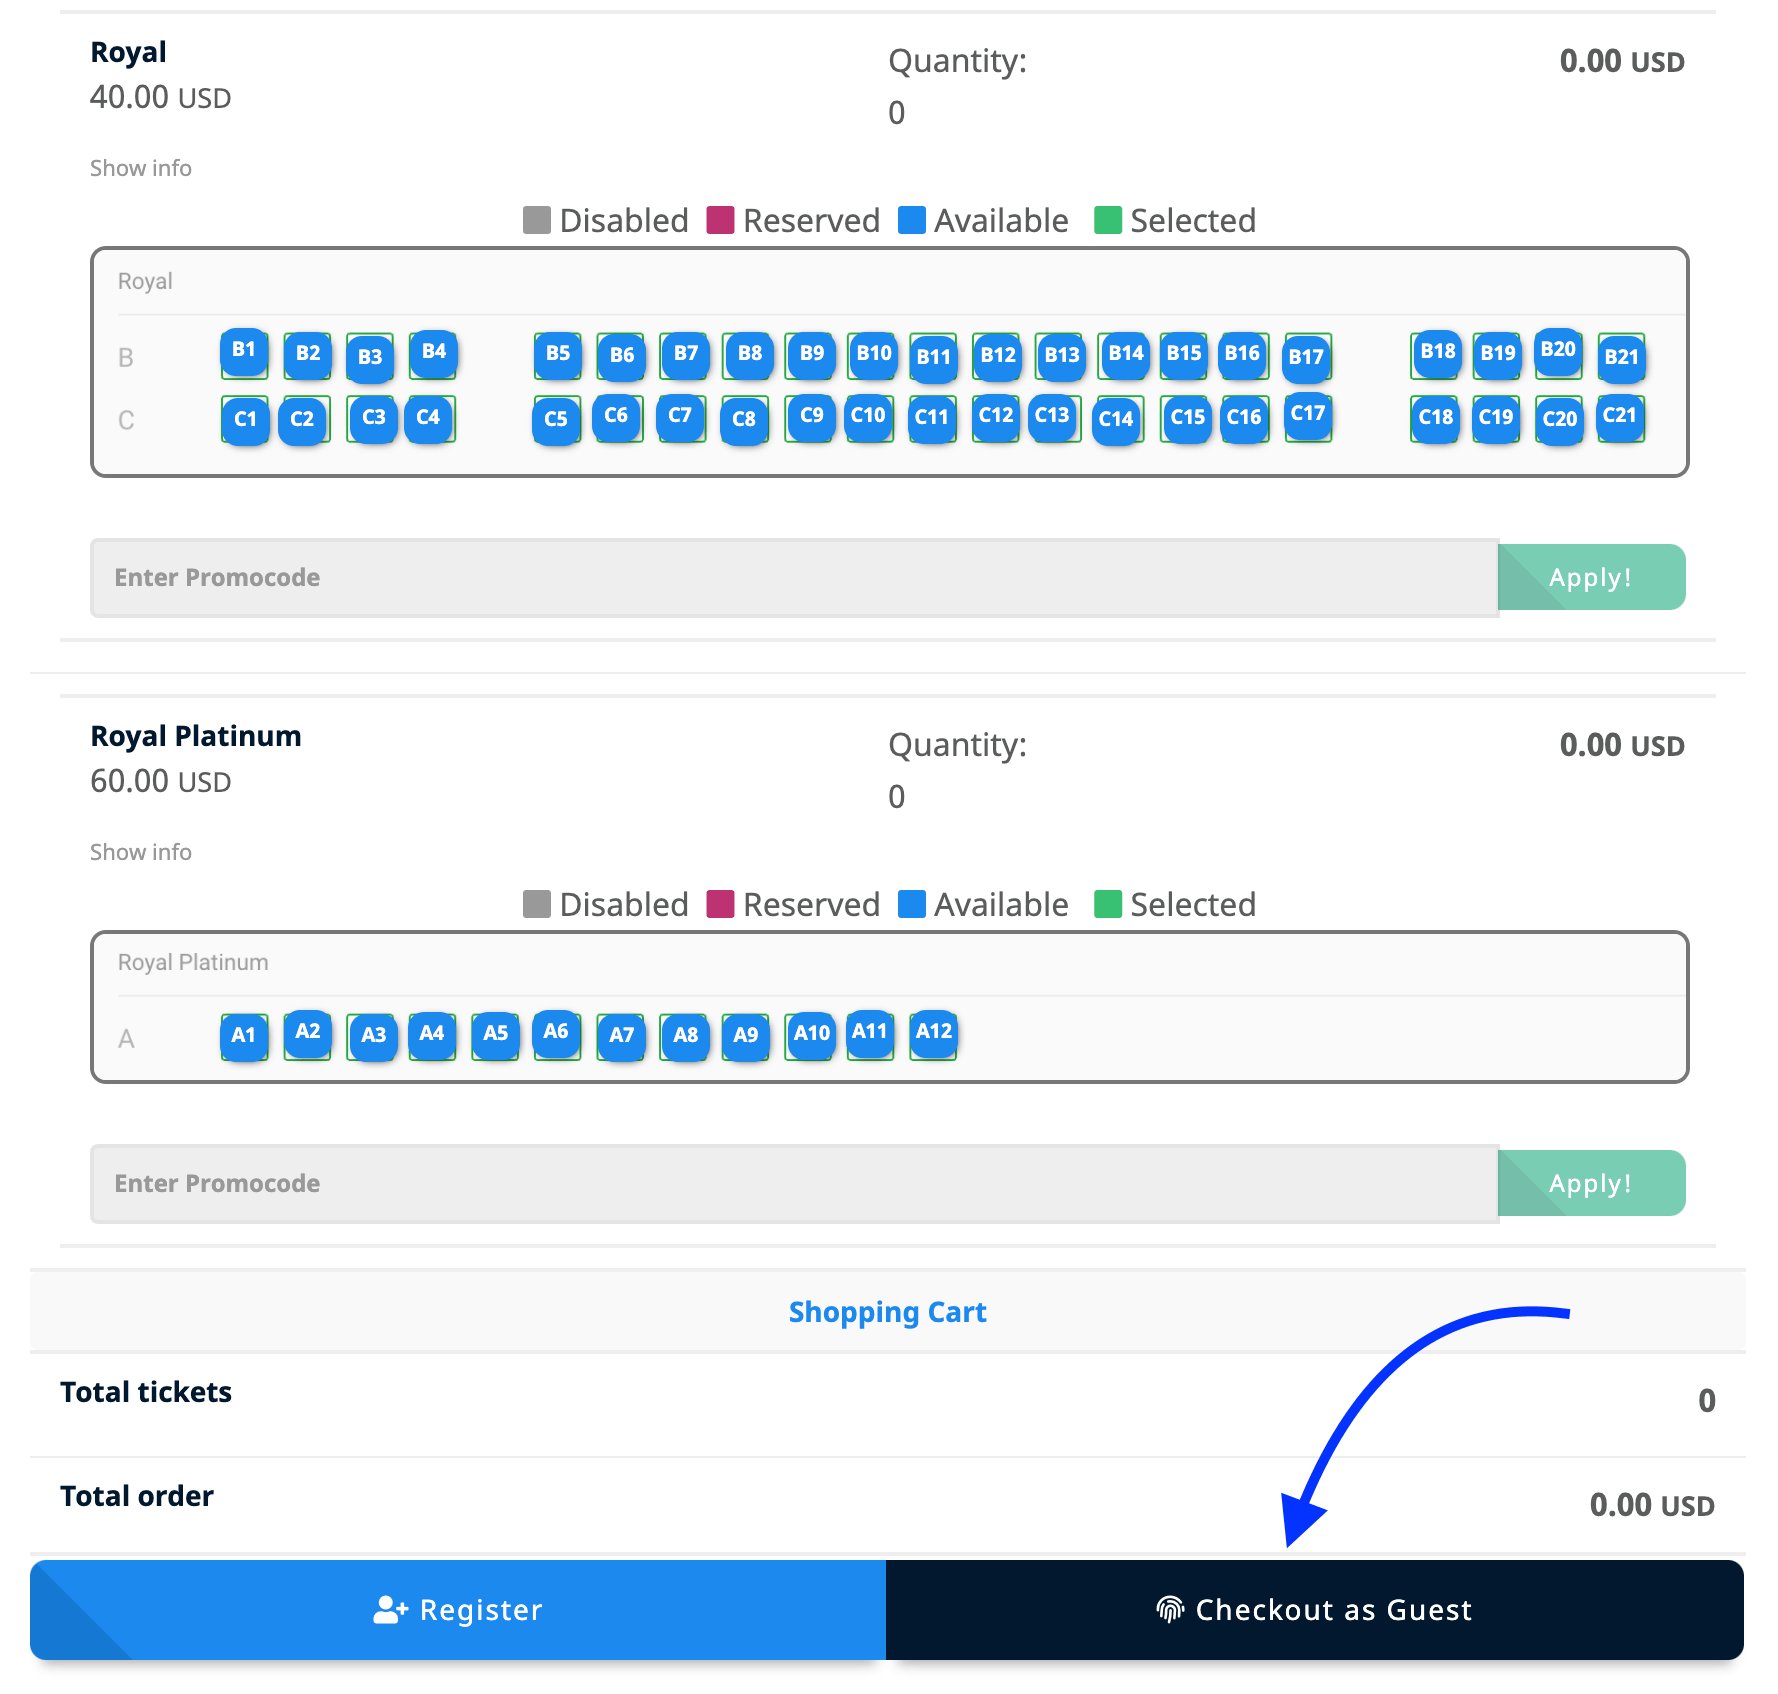 Royal
Quantity:
0.00 USD
40.00 USD
0
Show info
Disabled Reserved Available Selected
Royal
B B1 B2 B3 B4 B5 B6 B7 B8 B9 B10 B11 B12 B13 B14 B15 B16 B17 B18 B19 B20 B21
C C1 C2 C3 C4 C5 C6 C7 C8 C9 C10 C11 C12 C13 C14 C15 C16 C17 C18 C19 C20 C21
Enter Promocode Apply!
Royal Platinum
Quantity:
0.00 USD
60.00 USD
0
Show info
Disabled Reserved Available Selected
Royal Platinum
A A1 A2 A3 A4 A5 A6 A7 A8 A9 A10 A11 A12
Enter Promocode Apply!
Shopping Cart
Total tickets 0
Total order 0.00 USD
Register Checkout as Guest